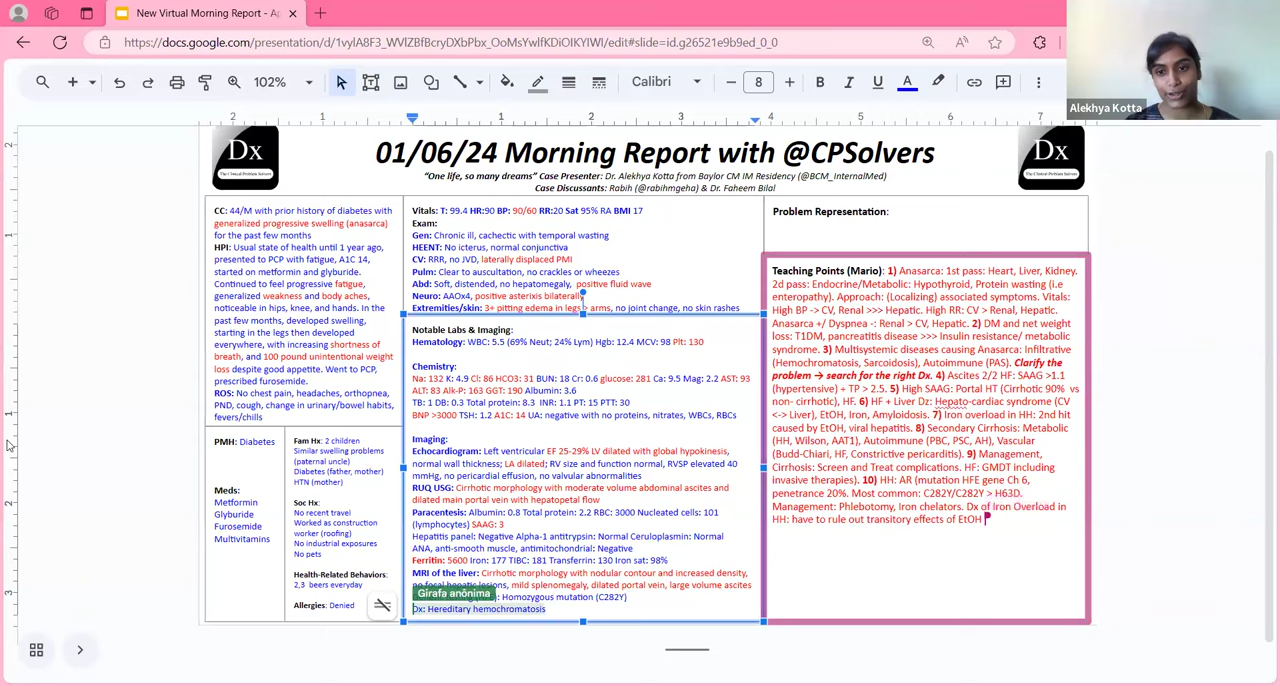 New Virtual Morning Report - Ap
https://docs.google.com/presentation/d/1vylA8F3_WVlZBfBcryDXbPbx_OoMsYwlfKDiOIKYIWI/edit#slide=id.g26521e9b9ed_0_0
102%
Calibri
8
B
I
U
A
Alekhya Kotta
2
1
1
2
3
4
5
6
7
Dx
The Clinical Problem Solvers
01/06/24 Morning Report with @CPSolvers
“One life, so many dreams” Case Presenter: Dr. Alekhya Kotta from Baylor CM IM Residency (@BCM_InternalMed)
Case Discussants: Rabih (@rabihmgeha) & Dr. Faheem Bilal
Dx
The Clinical Problem Solvers
CC: 44/M with prior history of diabetes with
generalized progressive swelling (anasarca)
for the past few months
HPI: Usual state of health until 1 year ago,
presented to PCP with fatigue, A1C 14,
started on metformin and glyburide.
Continued to feel progressive fatigue,
generalized weakness and body aches,
noticeable in hips, knee, and hands. In the
past few months, developed swelling,
starting in the legs then developed
everywhere, with increasing shortness of
breath, and 100 pound unintentional weight
loss despite good appetite. Went to PCP,
prescribed furosemide.
ROS: No chest pain, headaches, orthopnea,
PND, cough, change in urinary/bowel habits,
fevers/chills
PMH: Diabetes
Meds:
Metformin
Glyburide
Furosemide
Multivitamins
Fam Hx: 2 children
Similar swelling problems
(paternal uncle)
Diabetes (father, mother)
HTN (mother)
Soc Hx:
No recent travel
Worked as construction
worker (roofing)
No industrial exposures
No pets
Health-Related Behaviors:
2,3 beers everyday
Allergies: Denied
Vitals: T: 99.4 HR:90 BP: 90/60 RR:20 Sat 95% RA BMI 17
Exam:
Gen: Chronic ill, cachectic with temporal wasting
HEENT: No icterus, normal conjunctiva
CV: RRR, no JVD, laterally displaced PMI
Pulm: Clear to auscultation, no crackles or wheezes
Abd: Soft, distended, no hepatomegaly, positive fluid wave
Neuro: AAOx4, positive asterixis bilaterally
Extremities/skin: 3+ pitting edema in legs > arms, no joint change, no skin rashes
Notable Labs & Imaging:
Hematology: WBC: 5.5 (69% Neut; 24% Lym) Hgb: 12.4 MCV: 98 Plt: 130
Chemistry:
Na: 132 K: 4.9 Cl: 86 HCO3: 31 BUN: 18 Cr: 0.6 glucose: 281 Ca: 9.5 Mag: 2.2 AST: 93
ALT: 83 Alk-P: 163 GGT: 190 Albumin: 3.6
TB: 1 DB: 0.3 Total protein: 8.3 INR: 1.1 PT: 15 PTT: 30
BNP >3000 TSH: 1.2 A1C: 14 UA: negative with no proteins, nitrates, WBCs, RBCs
Imaging:
Echocardiogram: Left ventricular EF 25-29% LV dilated with global hypokinesis,
normal wall thickness; LA dilated; RV size and function normal, RVSP elevated 40
mmHg, no pericardial effusion, no valvular abnormalities
RUQ USG: Cirrhotic morphology with moderate volume abdominal ascites and
dilated main portal vein with hepatopetal flow
Paracentesis: Albumin: 0.8 Total protein: 2.2 RBC: 3000 Nucleated cells: 101
(lymphocytes) SAAG: 3
Hepatitis panel: Negative Alpha-1 antitrypsin: Normal Ceruloplasmin: Normal
ANA, anti-smooth muscle, antimitochondrial: Negative
Ferritin: 5600 Iron: 177 TIBC: 181 Transferrin: 130 Iron sat: 98%
MRI of the liver: Cirrhotic morphology with nodular contour and increased density,
no focal hepatic lesions, mild splenomegaly, dilated portal vein, large volume ascites
Girafa anônima
: Homozygous mutation (C282Y)
Dx: Hereditary hemochromatosis
Problem Representation:
Teaching Points (Mario): 1) Anasarca: 1st pass: Heart, Liver, Kidney.
2d pass: Endocrine/Metabolic: Hypothyroid, Protein wasting (i.e
enteropathy). Approach: (Localizing) associated symptoms. Vitals:
High BP -> CV, Renal >>> Hepatic. High RR: CV > Renal, Hepatic.
Anasarca +/ Dyspnea -: Renal > CV, Hepatic. 2) DM and net weight
loss: T1DM, pancreatitis disease >>> Insulin resistance/ metabolic
syndrome. 3) Multisystemic diseases causing Anasarca: Infiltrative
(Hemochromatosis, Sarcoidosis), Autoimmune (PAS). Clarify the
problem → search for the right Dx. 4) Ascites 2/2 HF: SAAG >1.1
(hypertensive) + TP > 2.5. 5) High SAAG: Portal HT (Cirrhotic 90% vs
non- cirrhotic), HF. 6) HF + Liver Dz: Hepato-cardiac syndrome (CV
<-> Liver), EtOH, Iron, Amyloidosis. 7) Iron overload in HH: 2nd hit
caused by EtOH, viral hepatitis. 8) Secondary Cirrhosis: Metabolic
(HH, Wilson, AAT1), Autoimmune (PBC, PSC, AH), Vascular
(Budd-Chiari, HF, Constrictive pericarditis). 9) Management,
Cirrhosis: Screen and Treat complications. HF: GMDT including
invasive therapies). 10) HH: AR (mutation HFE gene Ch 6,
penetrance 20%. Most common: C282Y/C282Y > H63D.
Management: Phlebotomy, Iron chelators. Dx of Iron Overload in
HH: have to rule out transitory effects of EtOH